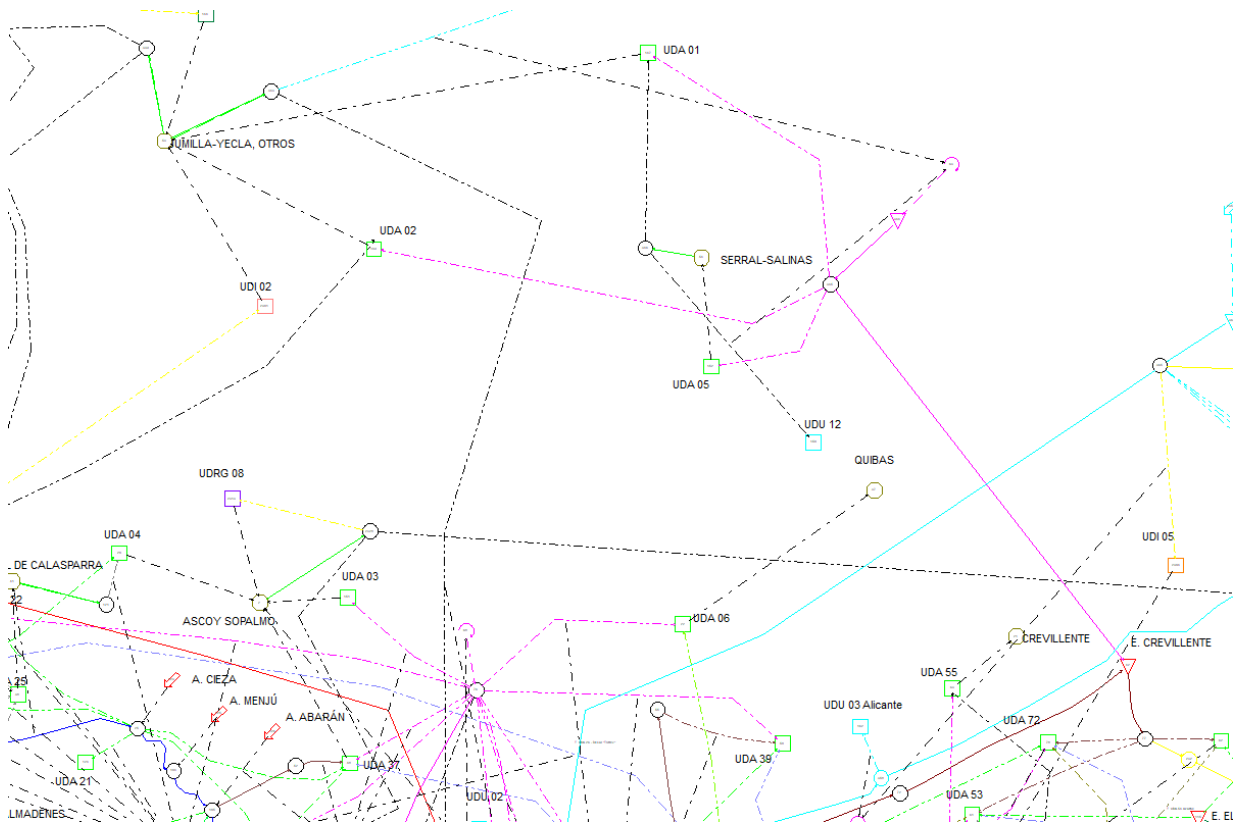 UDA 01
JUMILLA-YECLA, OTROS
UDA 02
SERRAL-SALINAS
UDI 02
UDA 05
UDU 12
QUIBAS
UDRG 08
UDA 04
UDI 05
L DE CALASPARRA
UDA 03
22
ASCOY SOPALMO
UDA 06
CREVILLENTE
E. CREVILLENTE
A. CIEZA
UDA 55
25
A. MENJÚ
UDU 03 Alicante
A. ABARÁN
UDA 72
UDA 21
UDA 37
UDA 39
UDU 02
UDA 53
LMADENES
E. EL